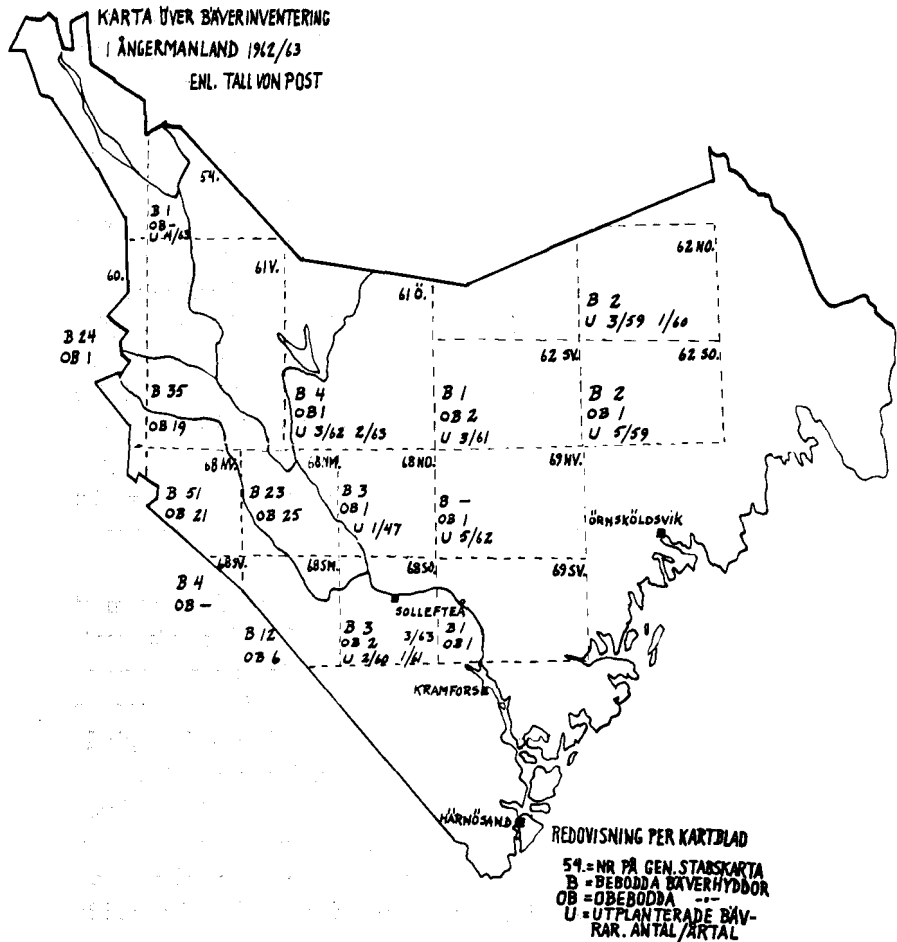 KARTA ÖVER BÄVERINVENTERING
I ÅNGERMANLAND 1962/63
ENL. TALL VON POST
54.
B 1
OB-
U 4/63
60.
61V.
61 Ö.
62 NO.
B 2
U 3/59 1/60
B 24
OB 1
62 SV.
62 SO.
B 35
OB 19
B 4
OB 1
U 3/62 2/63
B 1
OB 2
U 3/61
B 2
OB 1
U 5/59
68 NV.
68 NM.
68 NO.
69 NV.
B 51
OB 21
B 23
OB 25
B 3
OB 1
U 1/47
B -
OB 1
U 5/62
ÖRNSKÖLDSVIK
68 SV.
68 SM.
68 SO.
69 SV.
B 4
OB -
SOLLEFTEÅ
B 12
OB 6
B 3
OB 2 3/63
U 2/60 1/61
B 1
OB 1
KRAMFORS
HÄRNÖSAND
REDOVISNING PER KARTBLAD
54.=NR PÅ GEN. STABSKARTA
B =BEBODDA BÄVERHYDDOR
OB =OBEBODDA -"-
U =UTPLANTERADE BÄV-
RAR. ANTAL/ÅRTAL